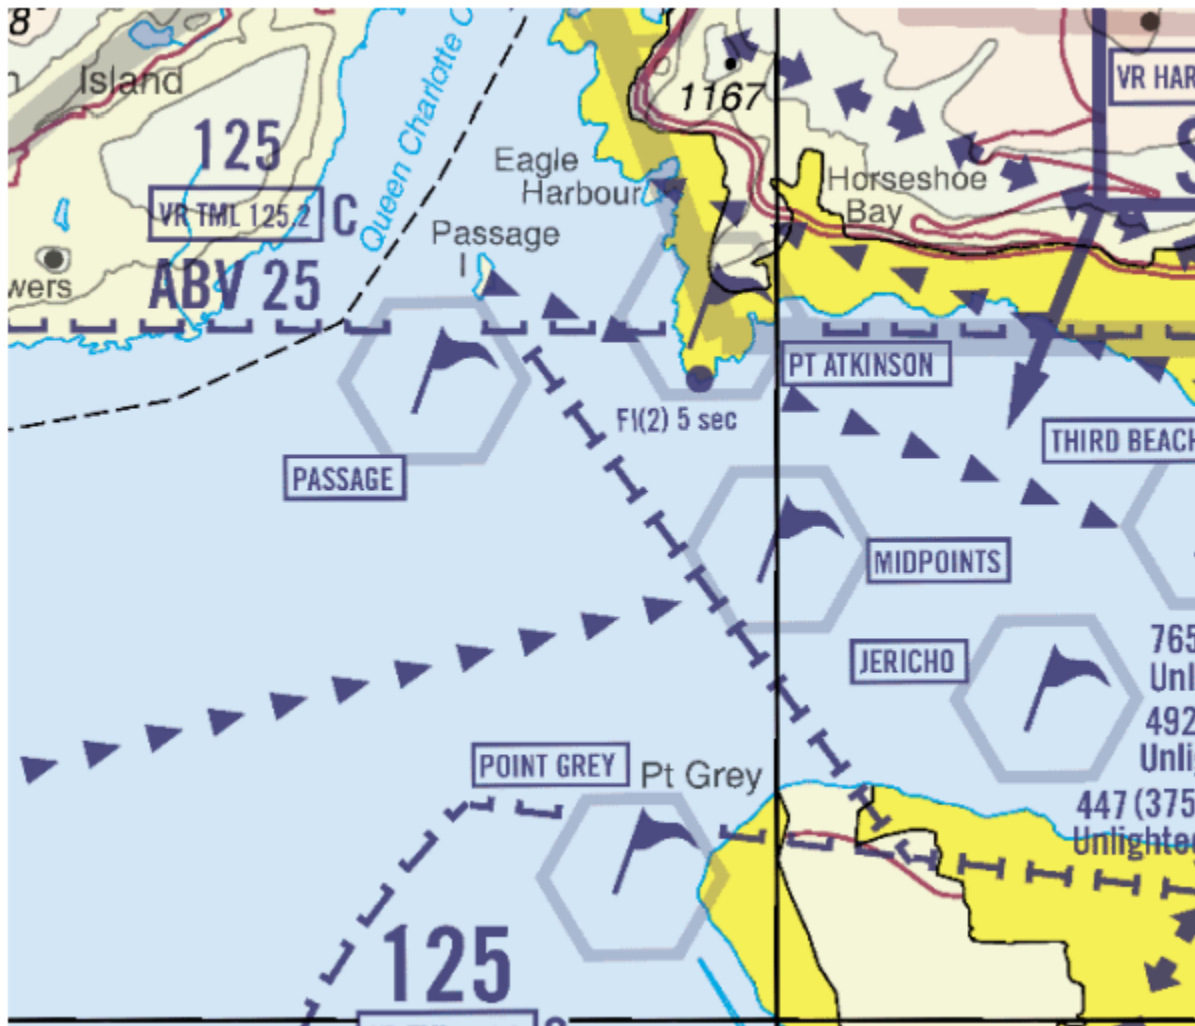 8
Island
125
VR TML 125.2
C
ABV 25
wers
Queen Charlotte C
Eagle
Harbour
Passage
I
1167
Horseshoe
Bay
VR HAR
PT ATKINSON
Fl(2) 5 sec
PASSAGE
THIRD BEACH
MIDPOINTS
JERICHO
765
Unl
492
Unli
447 (375
Unlighted
POINT GREY
Pt Grey
125